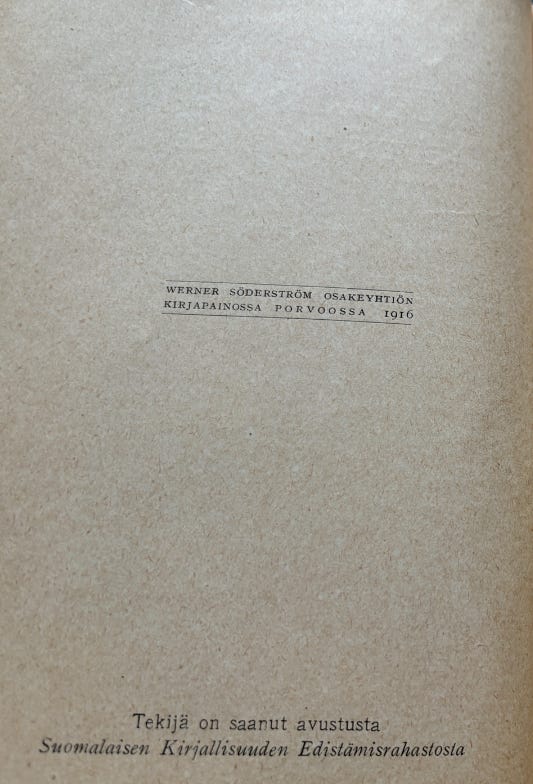 WERNER SÖDERSTRÖM OSAKEYHTIÖN
KIRJAPAINOSSA PORVOOSSA 1916
Tekijä on saanut avustusta
Suomalaisen Kirjallisuuden Edistämisrahastosta